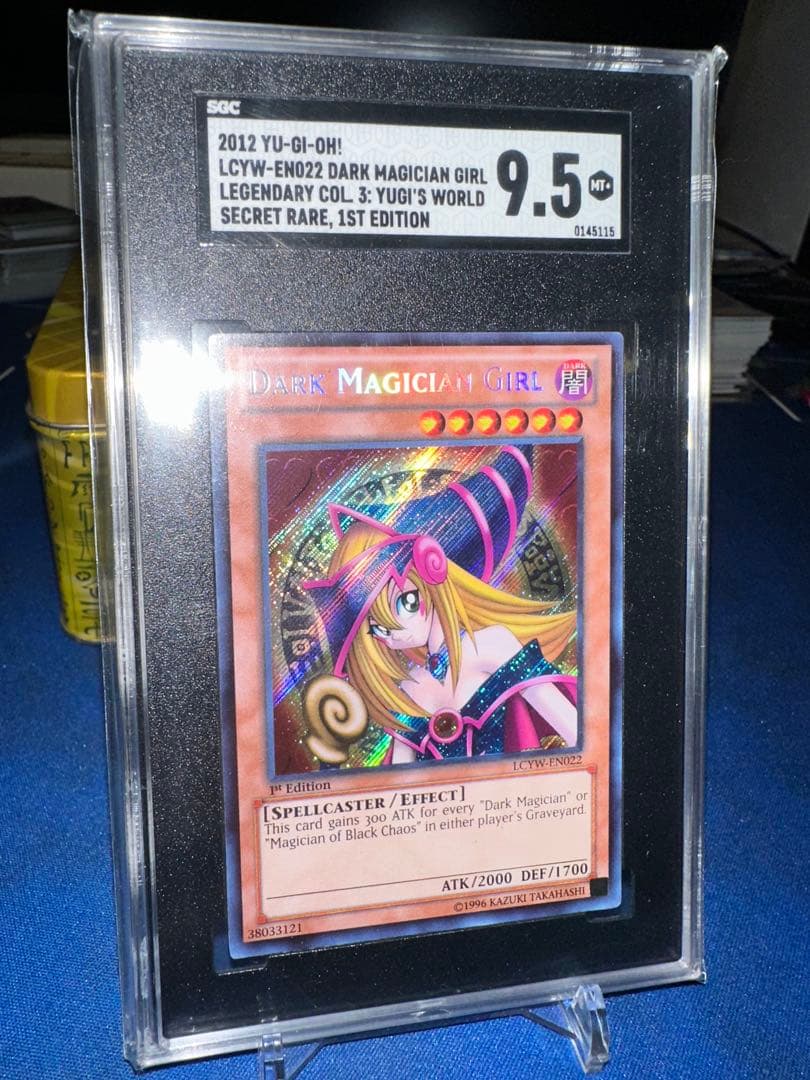 SGC
2012 YU-GI-OH!
LCYW-EN022 DARK MAGICIAN GIRL
LEGENDARY COL. 3: YUGI'S WORLD
SECRET RARE, 1ST EDITION
9.5
MT+
0145115
DARK MAGICIAN GIRL
DARK
闇
LCYW-EN022
1st Edition
[SPELLCASTER / EFFECT]
This card gains 300 ATK for every "Dark Magician" or
"Magician of Black Chaos" in either player's Graveyard.
ATK/2000 DEF/1700
38033121
©1996 KAZUKI TAKAHASHI